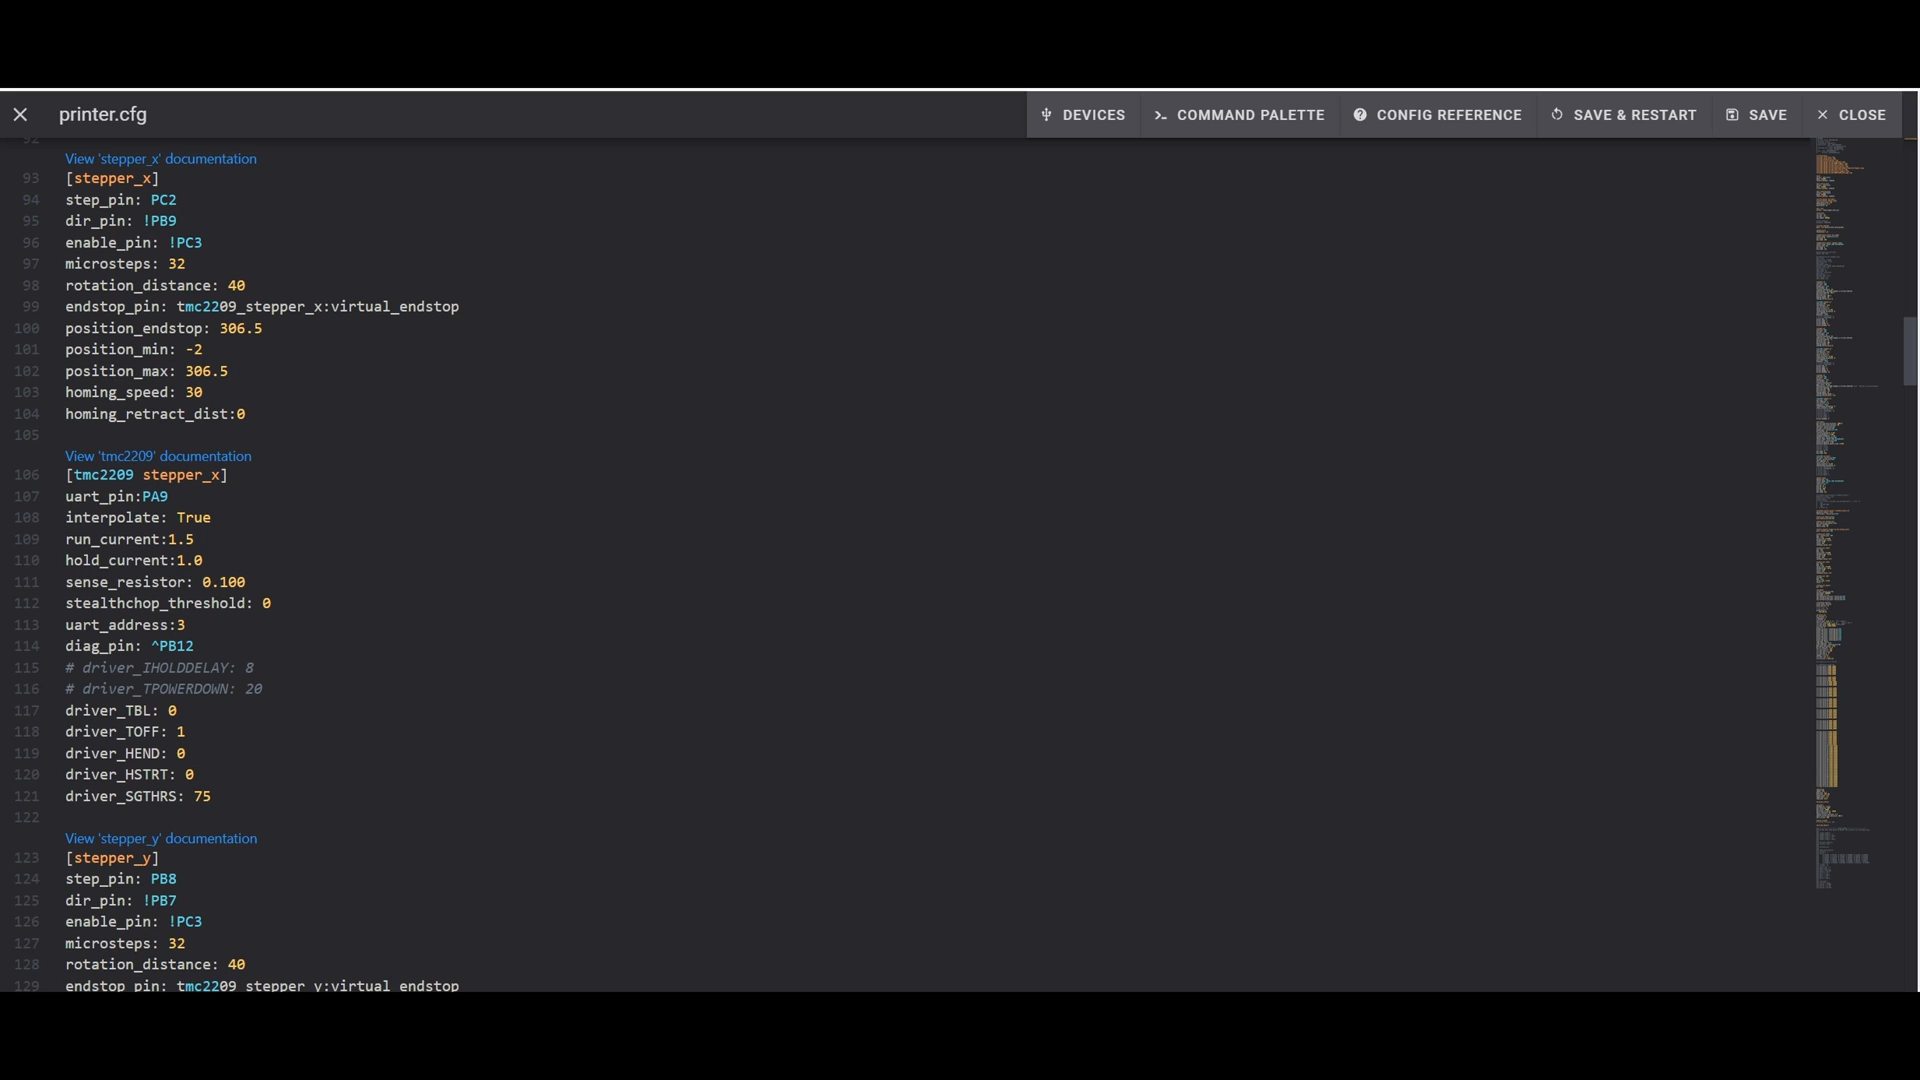 printer.cfg
DEVICES
COMMAND PALETTE
CONFIG REFERENCE
SAVE & RESTART
SAVE
CLOSE
92
View 'stepper_x' documentation
93 [stepper_x]
94 step_pin: PC2
95 dir_pin: !PB9
96 enable_pin: !PC3
97 microsteps: 32
98 rotation_distance: 40
99 endstop_pin: tmc2209_stepper_x:virtual_endstop
100 position_endstop: 306.5
101 position_min: -2
102 position_max: 306.5
103 homing_speed: 30
104 homing_retract_dist:0
105
View 'tmc2209' documentation
106 [tmc2209 stepper_x]
107 uart_pin:PA9
108 interpolate: True
109 run_current:1.5
110 hold_current:1.0
111 sense_resistor: 0.100
112 stealthchop_threshold: 0
113 uart_address:3
114 diag_pin: ^PB12
115 # driver_IHOLDDELAY: 8
116 # driver_TPOWERDOWN: 20
117 driver_TBL: 0
118 driver_TOFF: 1
119 driver_HEND: 0
120 driver_HSTRT: 0
121 driver_SGTHRS: 75
122
View 'stepper_y' documentation
123 [stepper_y]
124 step_pin: PB8
125 dir_pin: !PB7
126 enable_pin: !PC3
127 microsteps: 32
128 rotation_distance: 40
129 endstop_pin: tmc2209_stepper_y:virtual_endstop